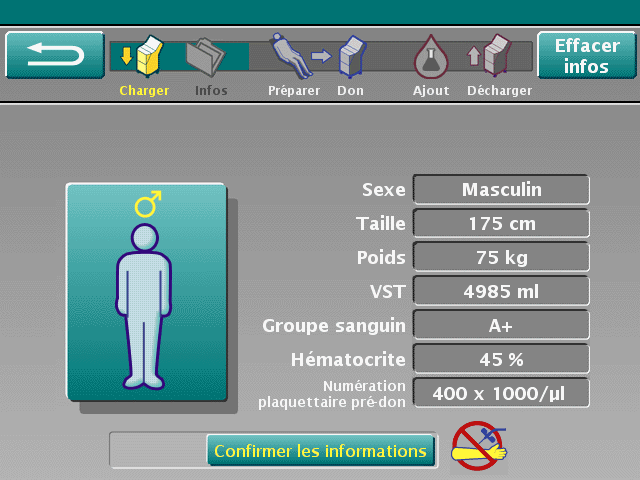 Effacer
infos
Charger
Infos
Préparer
Don
Ajout
Décharger
Sexe Masculin
Taille 175 cm
Poids 75 kg
VST 4985 ml
Groupe sanguin A+
Hématocrite 45 %
Numération
plaquettaire pré-don 400 x 1000/µl
Confirmer les informations